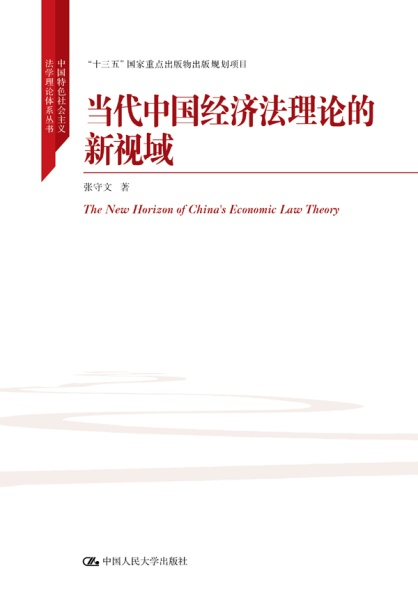 中国特色社会主义
法学理论体系丛书
“十三五”国家重点出版物出版规划项目
当代中国经济法理论的
新视域
张守文 著
The New Horizon of China's Economic Law Theory
中国人民大学出版社